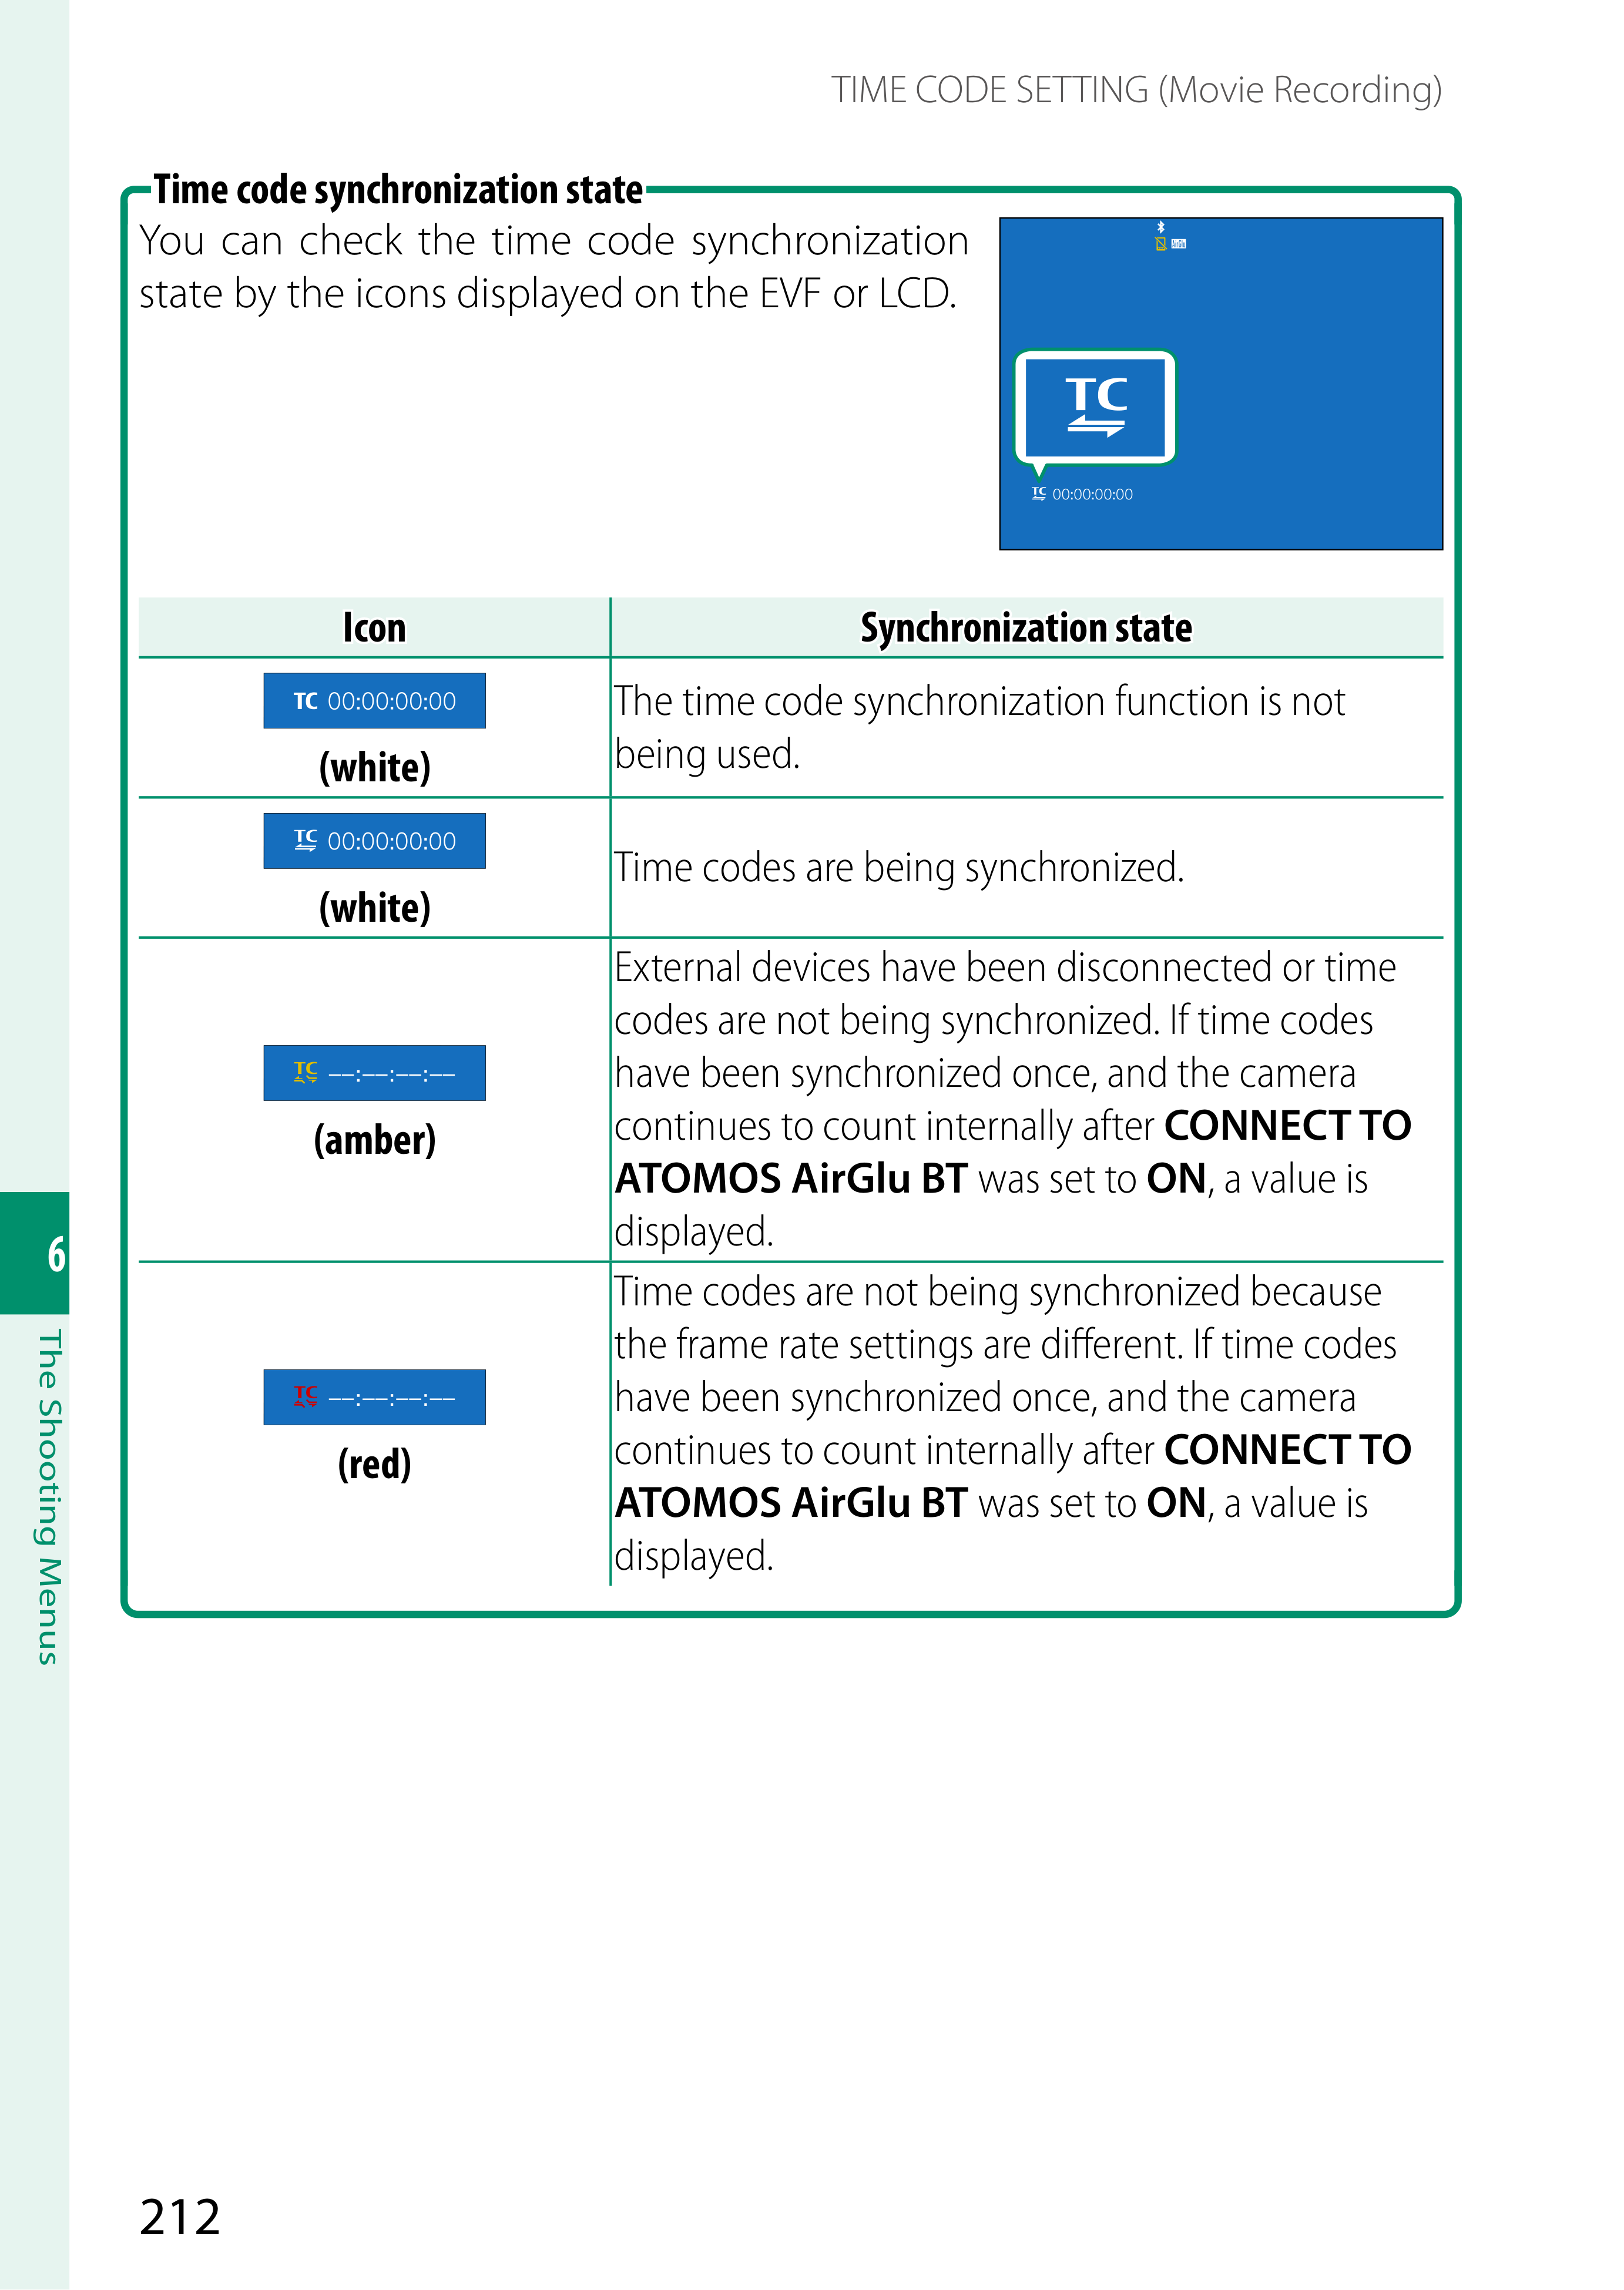 TIME CODE SETTING (Movie Recording)
Time code synchronization state
You can check the time code synchronization
state by the icons displayed on the EVF or LCD.
TC
TC 00:00:00:00
Icon
Synchronization state
TC 00:00:00:00
(white)
The time code synchronization function is not
being used.
TC 00:00:00:00
(white)
Time codes are being synchronized.
TC ––:––:––:––
(amber)
External devices have been disconnected or time
codes are not being synchronized. If time codes
have been synchronized once, and the camera
continues to count internally after CONNECT TO
ATOMOS AirGlu BT was set to ON, a value is
displayed.
TC ––:––:––:––
(red)
Time codes are not being synchronized because
the frame rate settings are different. If time codes
have been synchronized once, and the camera
continues to count internally after CONNECT TO
ATOMOS AirGlu BT was set to ON, a value is
displayed.
6
The Shooting Menus
212